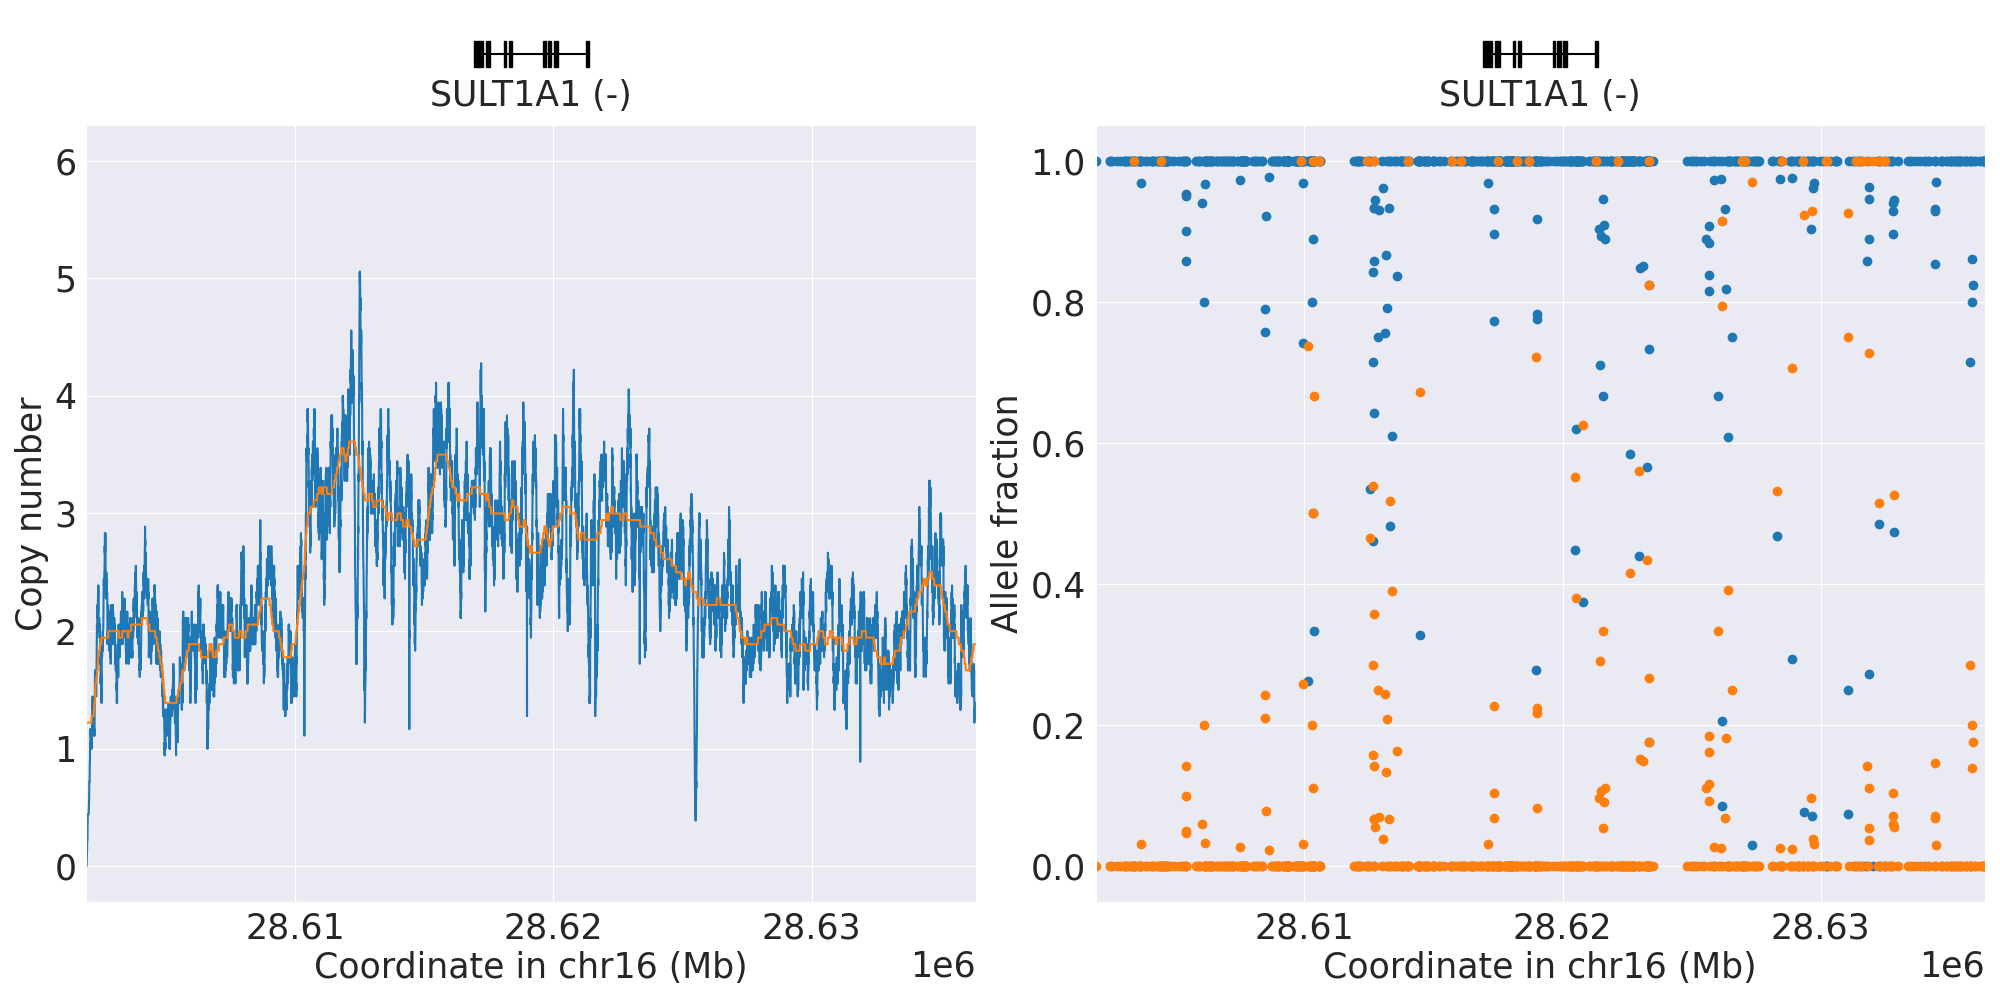 SULT1A1 (-)
6
5
4
3
2
1
0
Copy number
28.61
28.62
28.63
Coordinate in chr16 (Mb)
1e6
SULT1A1 (-)
1.0
0.8
0.6
0.4
0.2
0.0
Allele fraction
28.61
28.62
28.63
Coordinate in chr16 (Mb)
1e6